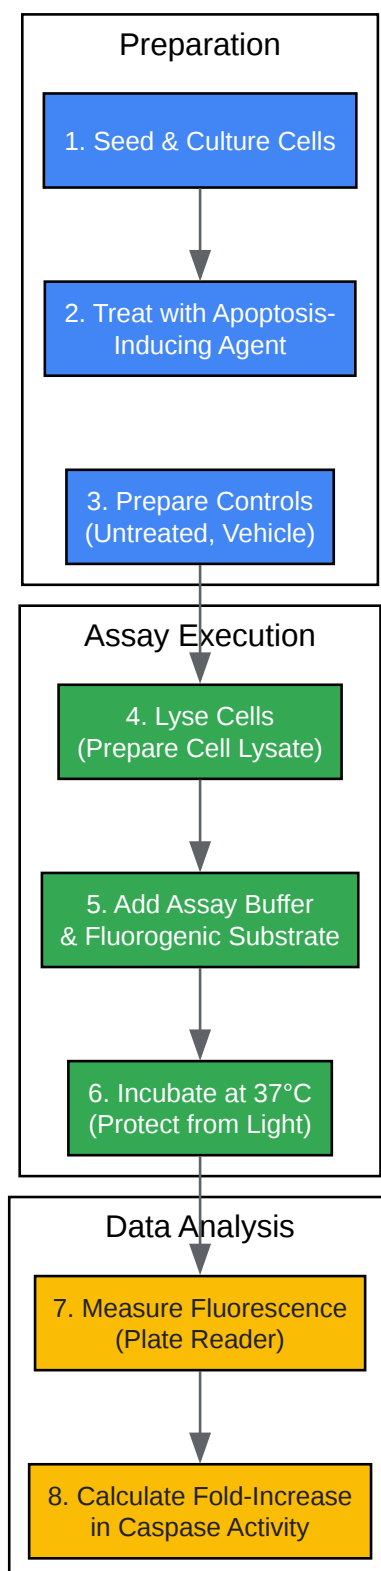 Preparation
1. Seed & Culture Cells
2. Treat with Apoptosis-
Inducing Agent
3. Prepare Controls
(Untreated, Vehicle)
Assay Execution
4. Lyse Cells
(Prepare Cell Lysate)
5. Add Assay Buffer
& Fluorogenic Substrate
6. Incubate at 37°C
(Protect from Light)
Data Analysis
7. Measure Fluorescence
(Plate Reader)
8. Calculate Fold-Increase
in Caspase Activity